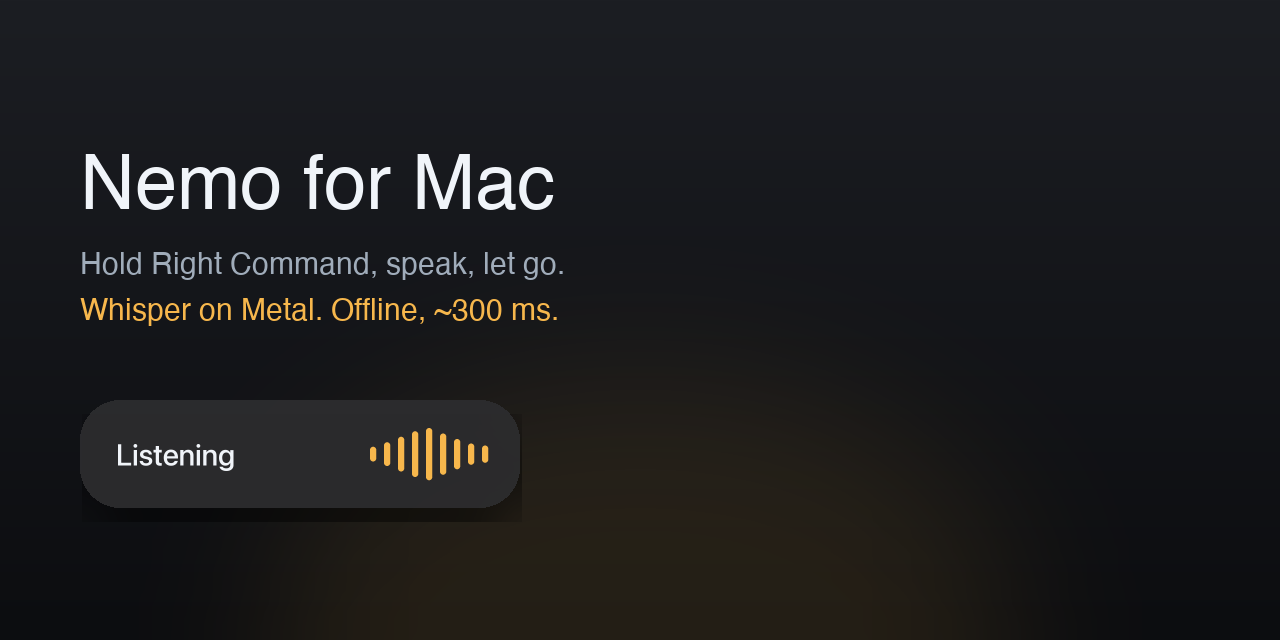 Nemo for Mac
Hold Right Command, speak, let go.
Whisper on Metal. Offline, ~300 ms.
Listening